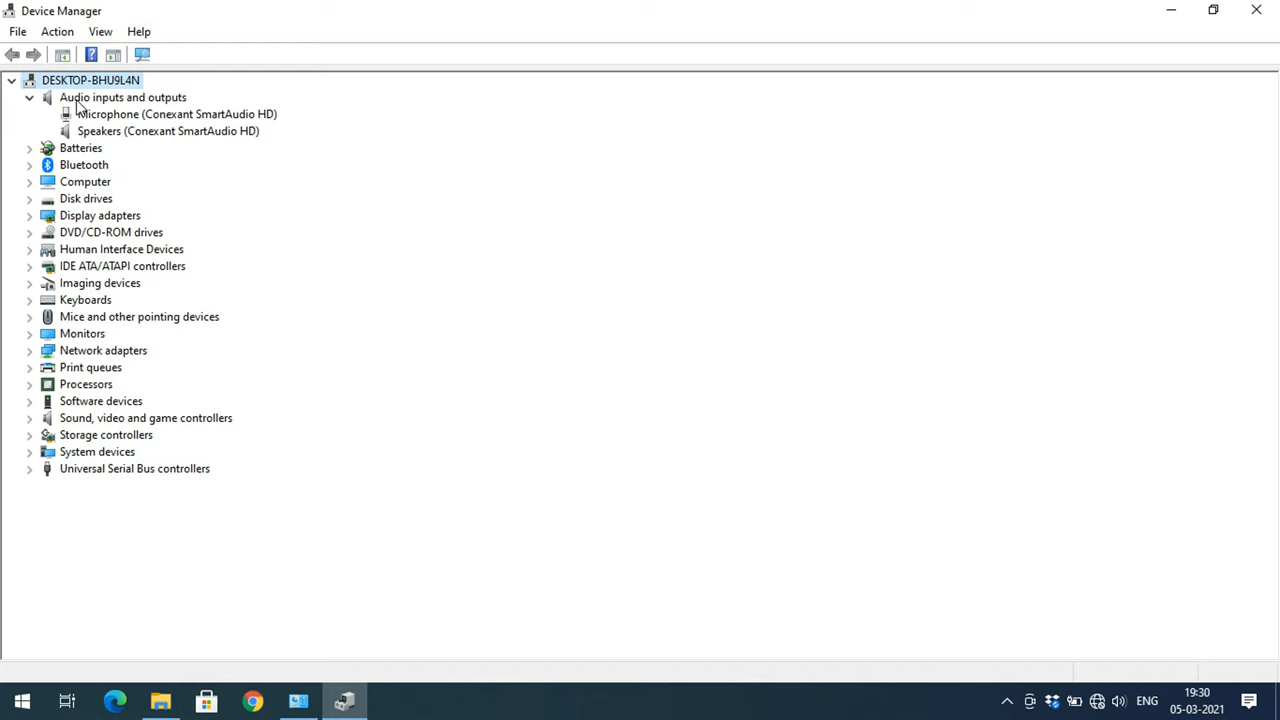 Device Manager
File Action View Help
DESKTOP-BHU9L4N
Audio inputs and outputs
Microphone (Conexant SmartAudio HD)
Speakers (Conexant SmartAudio HD)
Batteries
Bluetooth
Computer
Disk drives
Display adapters
DVD/CD-ROM drives
Human Interface Devices
IDE ATA/ATAPI controllers
Imaging devices
Keyboards
Mice and other pointing devices
Monitors
Network adapters
Print queues
Processors
Software devices
Sound, video and game controllers
Storage controllers
System devices
Universal Serial Bus controllers
ENG
19:30
05-03-2021